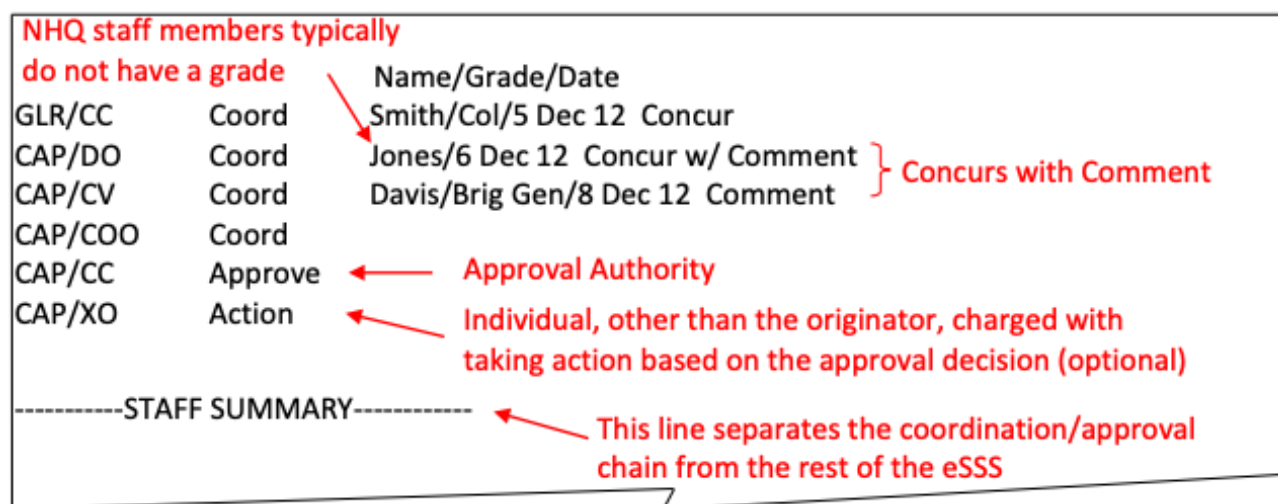 NHQ staff members typically
do not have a grade
Name/Grade/Date
GLR/CC Coord Smith/Col/5 Dec 12 Concur
CAP/DO Coord Jones/6 Dec 12 Concur w/ Comment
Concurs with Comment
CAP/CV Coord Davis/Brig Gen/8 Dec 12 Comment
CAP/COO Coord
CAP/CC Approve Approval Authority
CAP/XO Action Individual, other than the originator, charged with
taking action based on the approval decision (optional)
-----------STAFF SUMMARY------------
This line separates the coordination/approval
chain from the rest of the eSSS